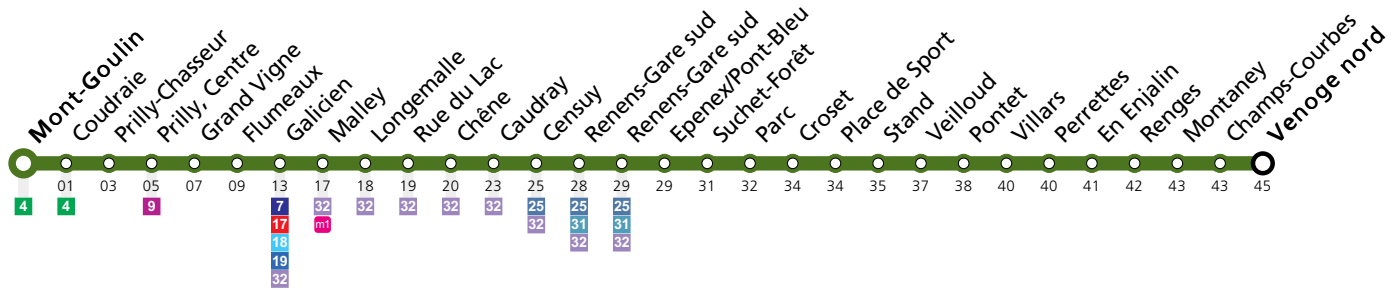 Mont-Goulin
Coudraie
Prilly-Chasseur
Prilly, Centre
Grand Vigne
Flumeaux
Galicien
Malley
Longemalle
Rue du Lac
Chêne
Caudray
Censuy
Renens-Gare sud
Renens-Gare sud
Epenex/Pont-Bleu
Suchet-Forêt
Parc
Croset
Place de Sport
Stand
Veilloud
Pontet
Villars
Perrettes
En Enjalin
Renges
Montaney
Champs-Courbes
Venoge nord
01 03 05 07 09 13 17 18 19 20 23 25 28 29 29 31 32 34 34 35 37 38 40 40 41 42 43 43 45
4 4 9 7 32 32 32 32 32 25 25 25
17 m1 32 31 31
18 32 32
19
32